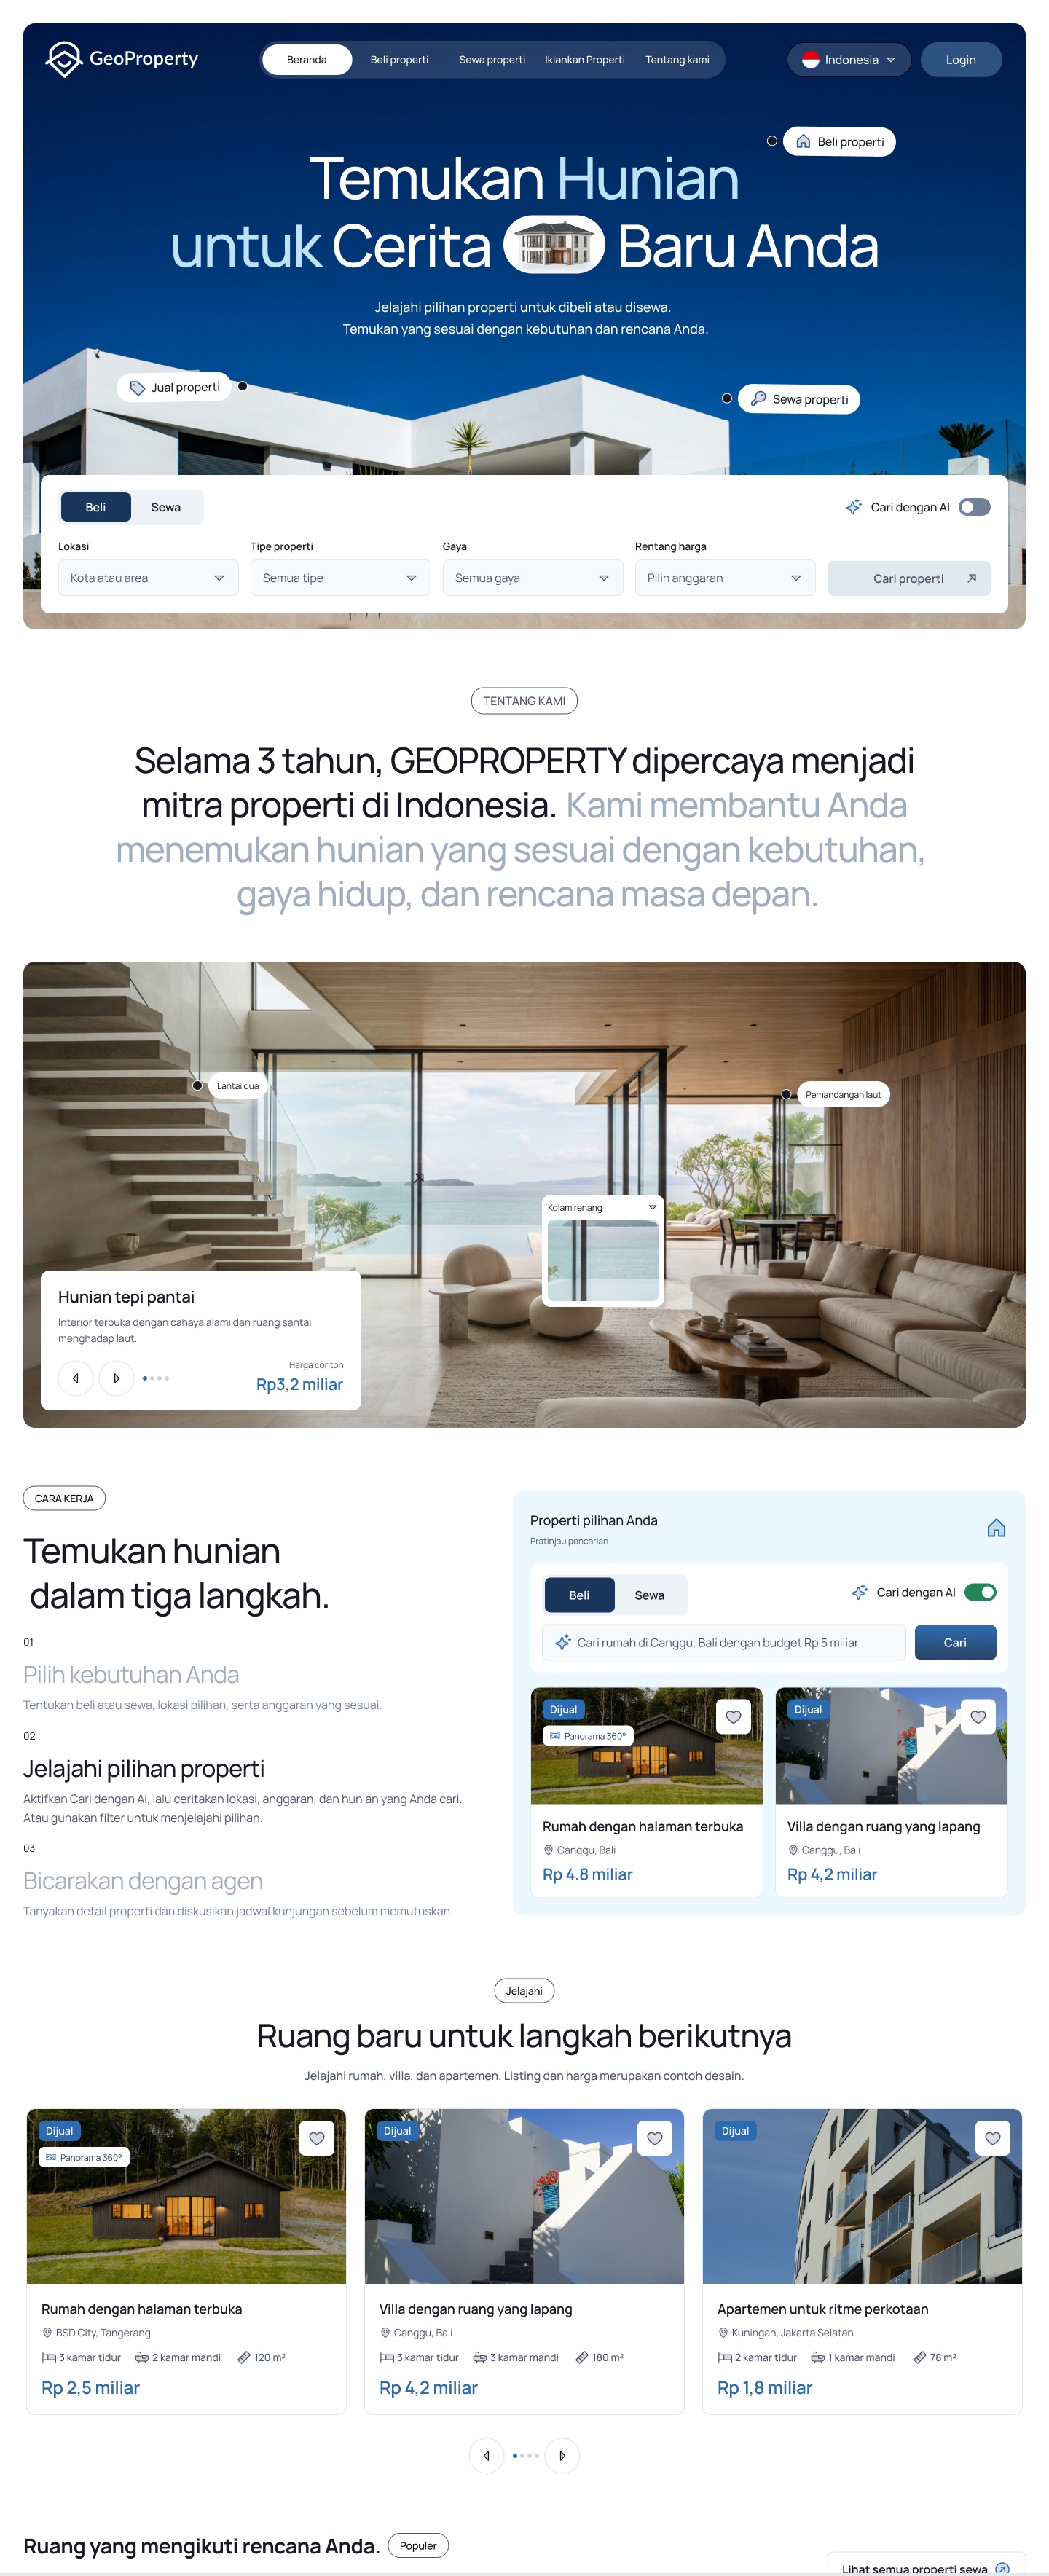 GeoProperty
Beranda
Beli properti
Sewa properti
Iklankan Properti
Tentang kami
Indonesia
Login
Beli properti
Temukan Hunian
untuk Cerita Baru Anda
Jelajahi pilihan properti untuk dibeli atau disewa.
Temukan yang sesuai dengan kebutuhan dan rencana Anda.
Jual properti
Sewa properti
Beli
Sewa
Cari dengan AI
Lokasi
Tipe properti
Gaya
Rentang harga
Kota atau area
Semua tipe
Semua gaya
Pilih anggaran
Cari properti
TENTANG KAMI
Selama 3 tahun, GEOPROPERTY dipercaya menjadi
mitra properti di Indonesia. Kami membantu Anda
menemukan hunian yang sesuai dengan kebutuhan,
gaya hidup, dan rencana masa depan.
Lantai dua
Pemandangan laut
Kolam renang
Hunian tepi pantai
Interior terbuka dengan cahaya alami dan ruang santai
menghadap laut.
Harga contoh
Rp3,2 miliar
CARA KERJA
Temukan hunian
dalam tiga langkah.
01
Pilih kebutuhan Anda
Tentukan beli atau sewa, lokasi pilihan, serta anggaran yang sesuai.
02
Jelajahi pilihan properti
Aktifkan Cari dengan AI, lalu ceritakan lokasi, anggaran, dan hunian yang Anda cari.
Atau gunakan filter untuk menjelajahi pilihan.
03
Bicarakan dengan agen
Tanyakan detail properti dan diskusikan jadwal kunjungan sebelum memutuskan.
Properti pilihan Anda
Pratinjau pencarian
Beli
Sewa
Cari dengan AI
Cari rumah di Canggu, Bali dengan budget Rp 5 miliar
Cari
Dijual
Panorama 360°
Rumah dengan halaman terbuka
Canggu, Bali
Rp 4.8 miliar
Dijual
Villa dengan ruang yang lapang
Canggu, Bali
Rp 4,2 miliar
Jelajahi
Ruang baru untuk langkah berikutnya
Jelajahi rumah, villa, dan apartemen. Listing dan harga merupakan contoh desain.
Dijual
Panorama 360°
Rumah dengan halaman terbuka
BSD City, Tangerang
3 kamar tidur
2 kamar mandi
120 m²
Rp 2,5 miliar
Dijual
Villa dengan ruang yang lapang
Canggu, Bali
3 kamar tidur
3 kamar mandi
180 m²
Rp 4,2 miliar
Dijual
Apartemen untuk ritme perkotaan
Kuningan, Jakarta Selatan
2 kamar tidur
1 kamar mandi
78 m²
Rp 1,8 miliar
Ruang yang mengikuti rencana Anda.
Populer
Lihat semua properti sewa